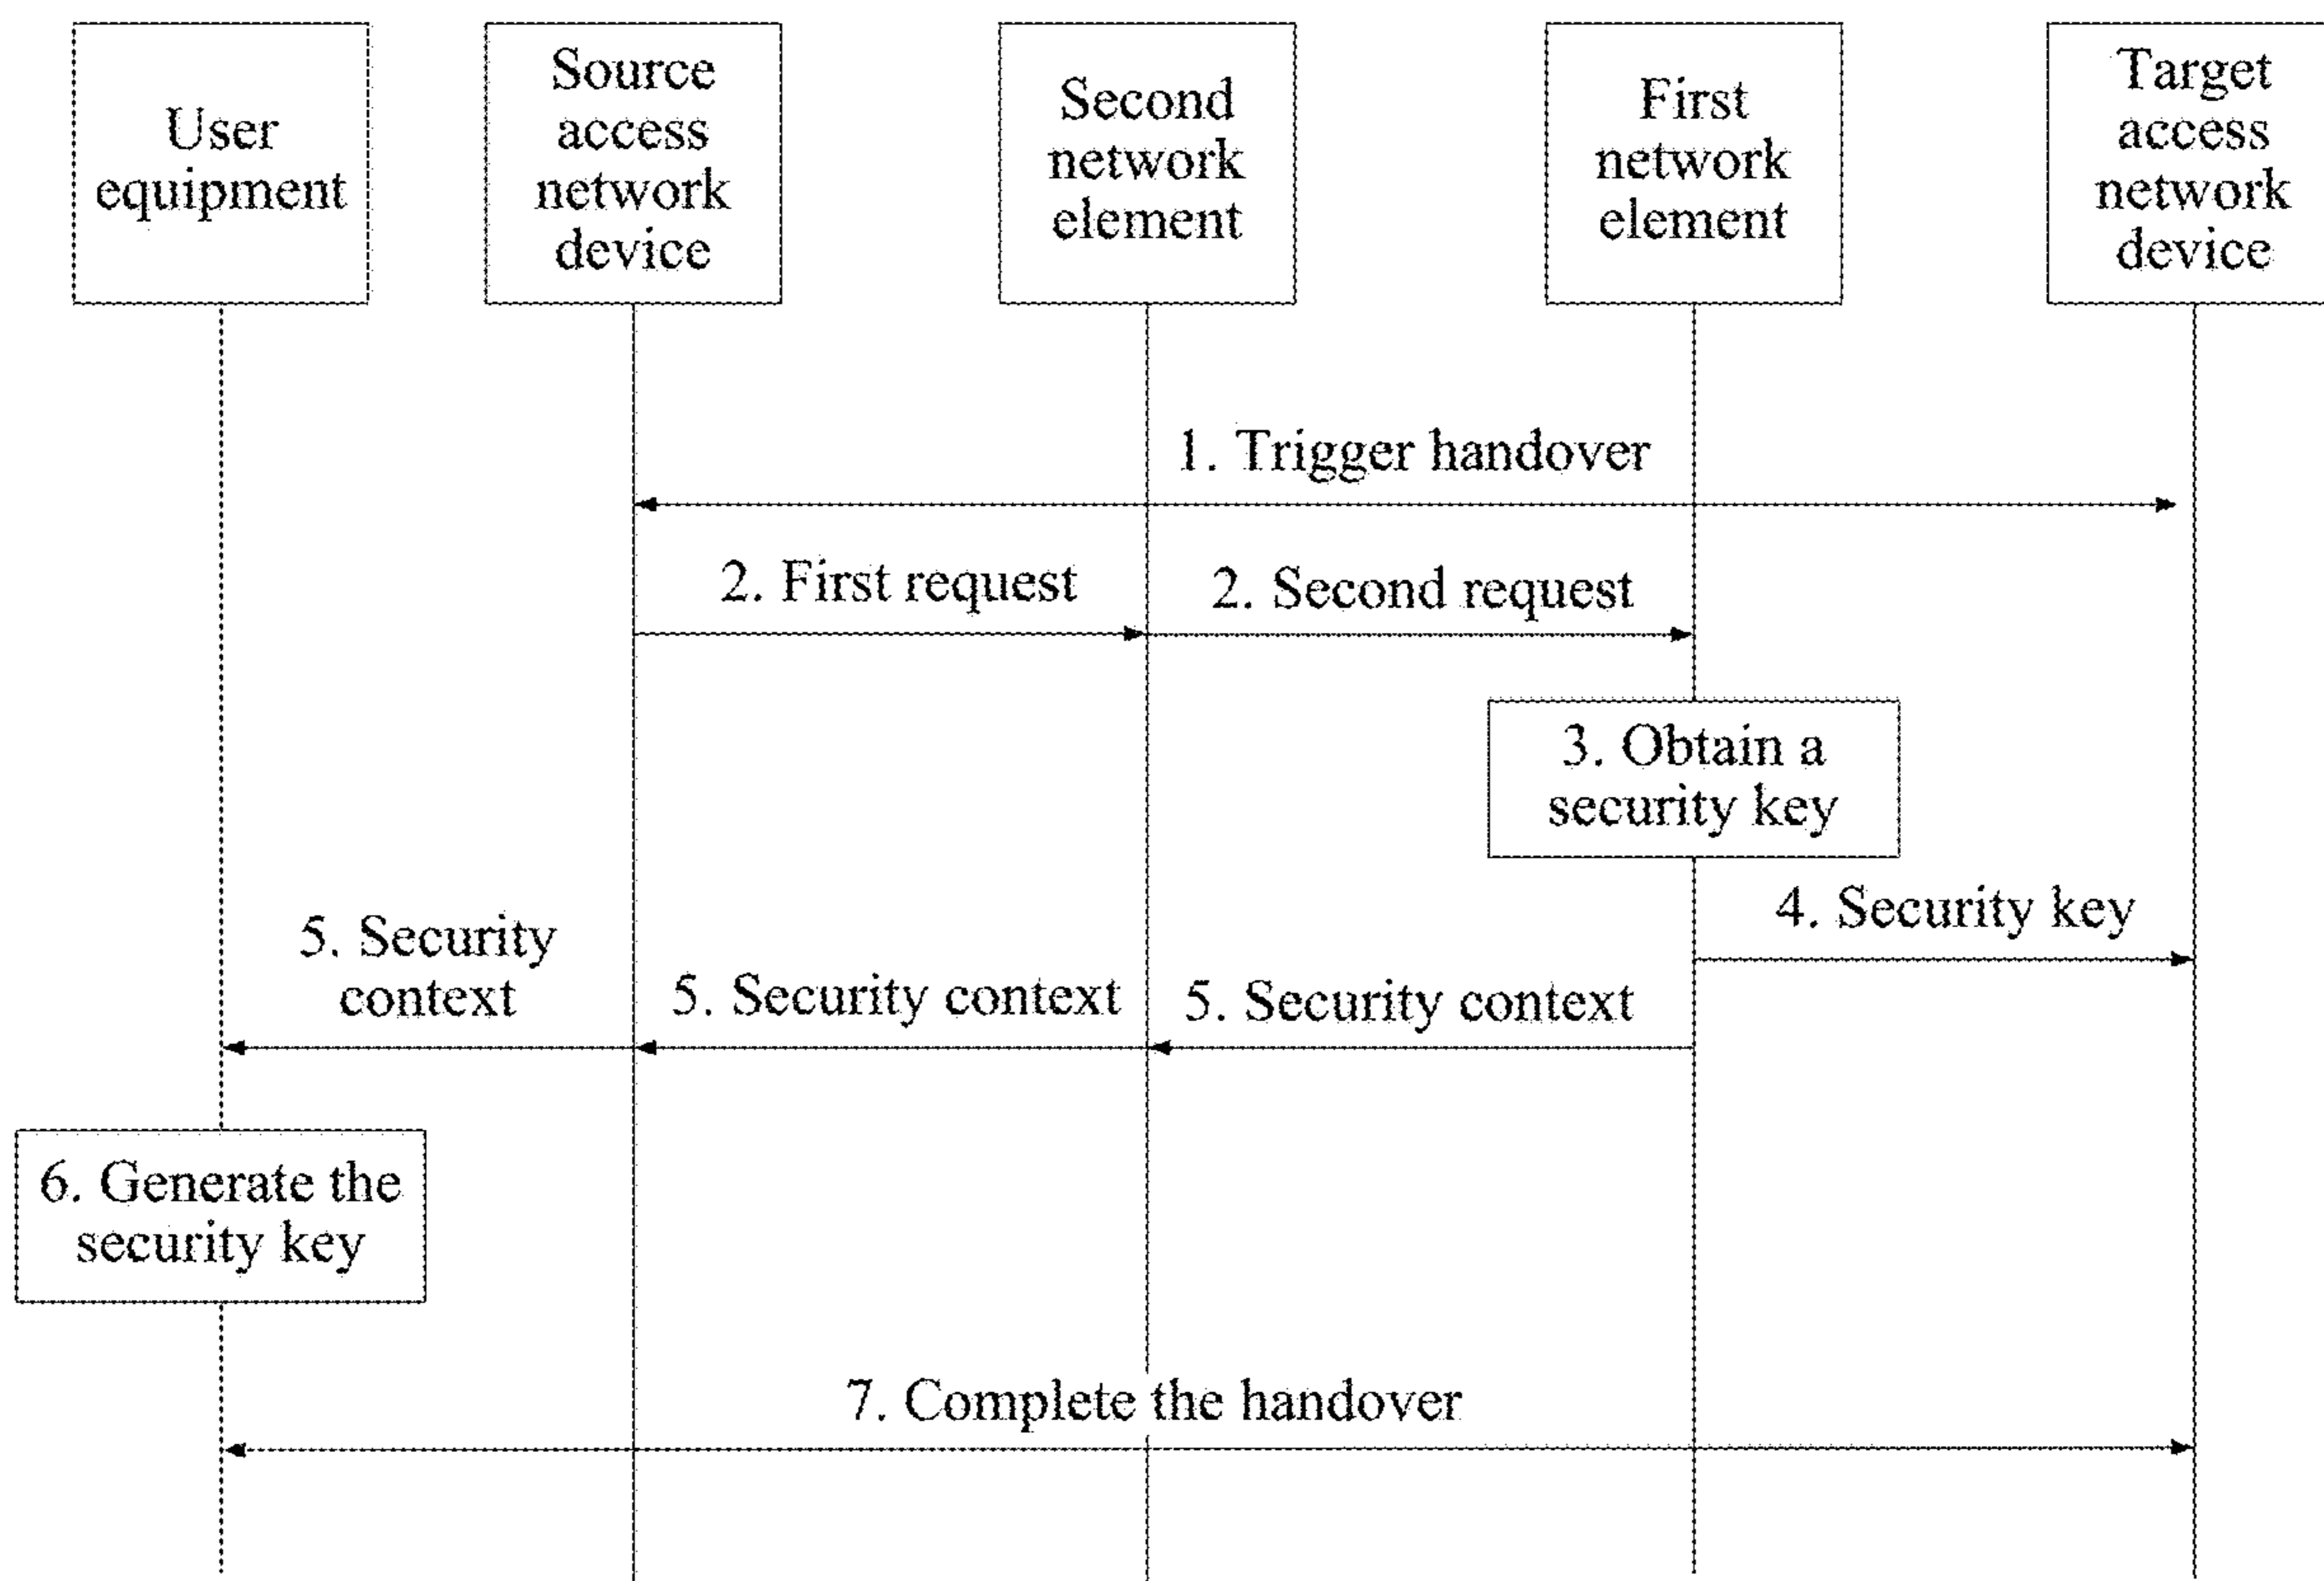 User
equipment
Source
access
network
device
Second
network
element
First
network
element
Target
access
network
device
1. Trigger handover
2. First request
2. Second request
3. Obtain a
security key
4. Security key
5. Security
context
5. Security context
5. Security context
6. Generate the
security key
7. Complete the handover